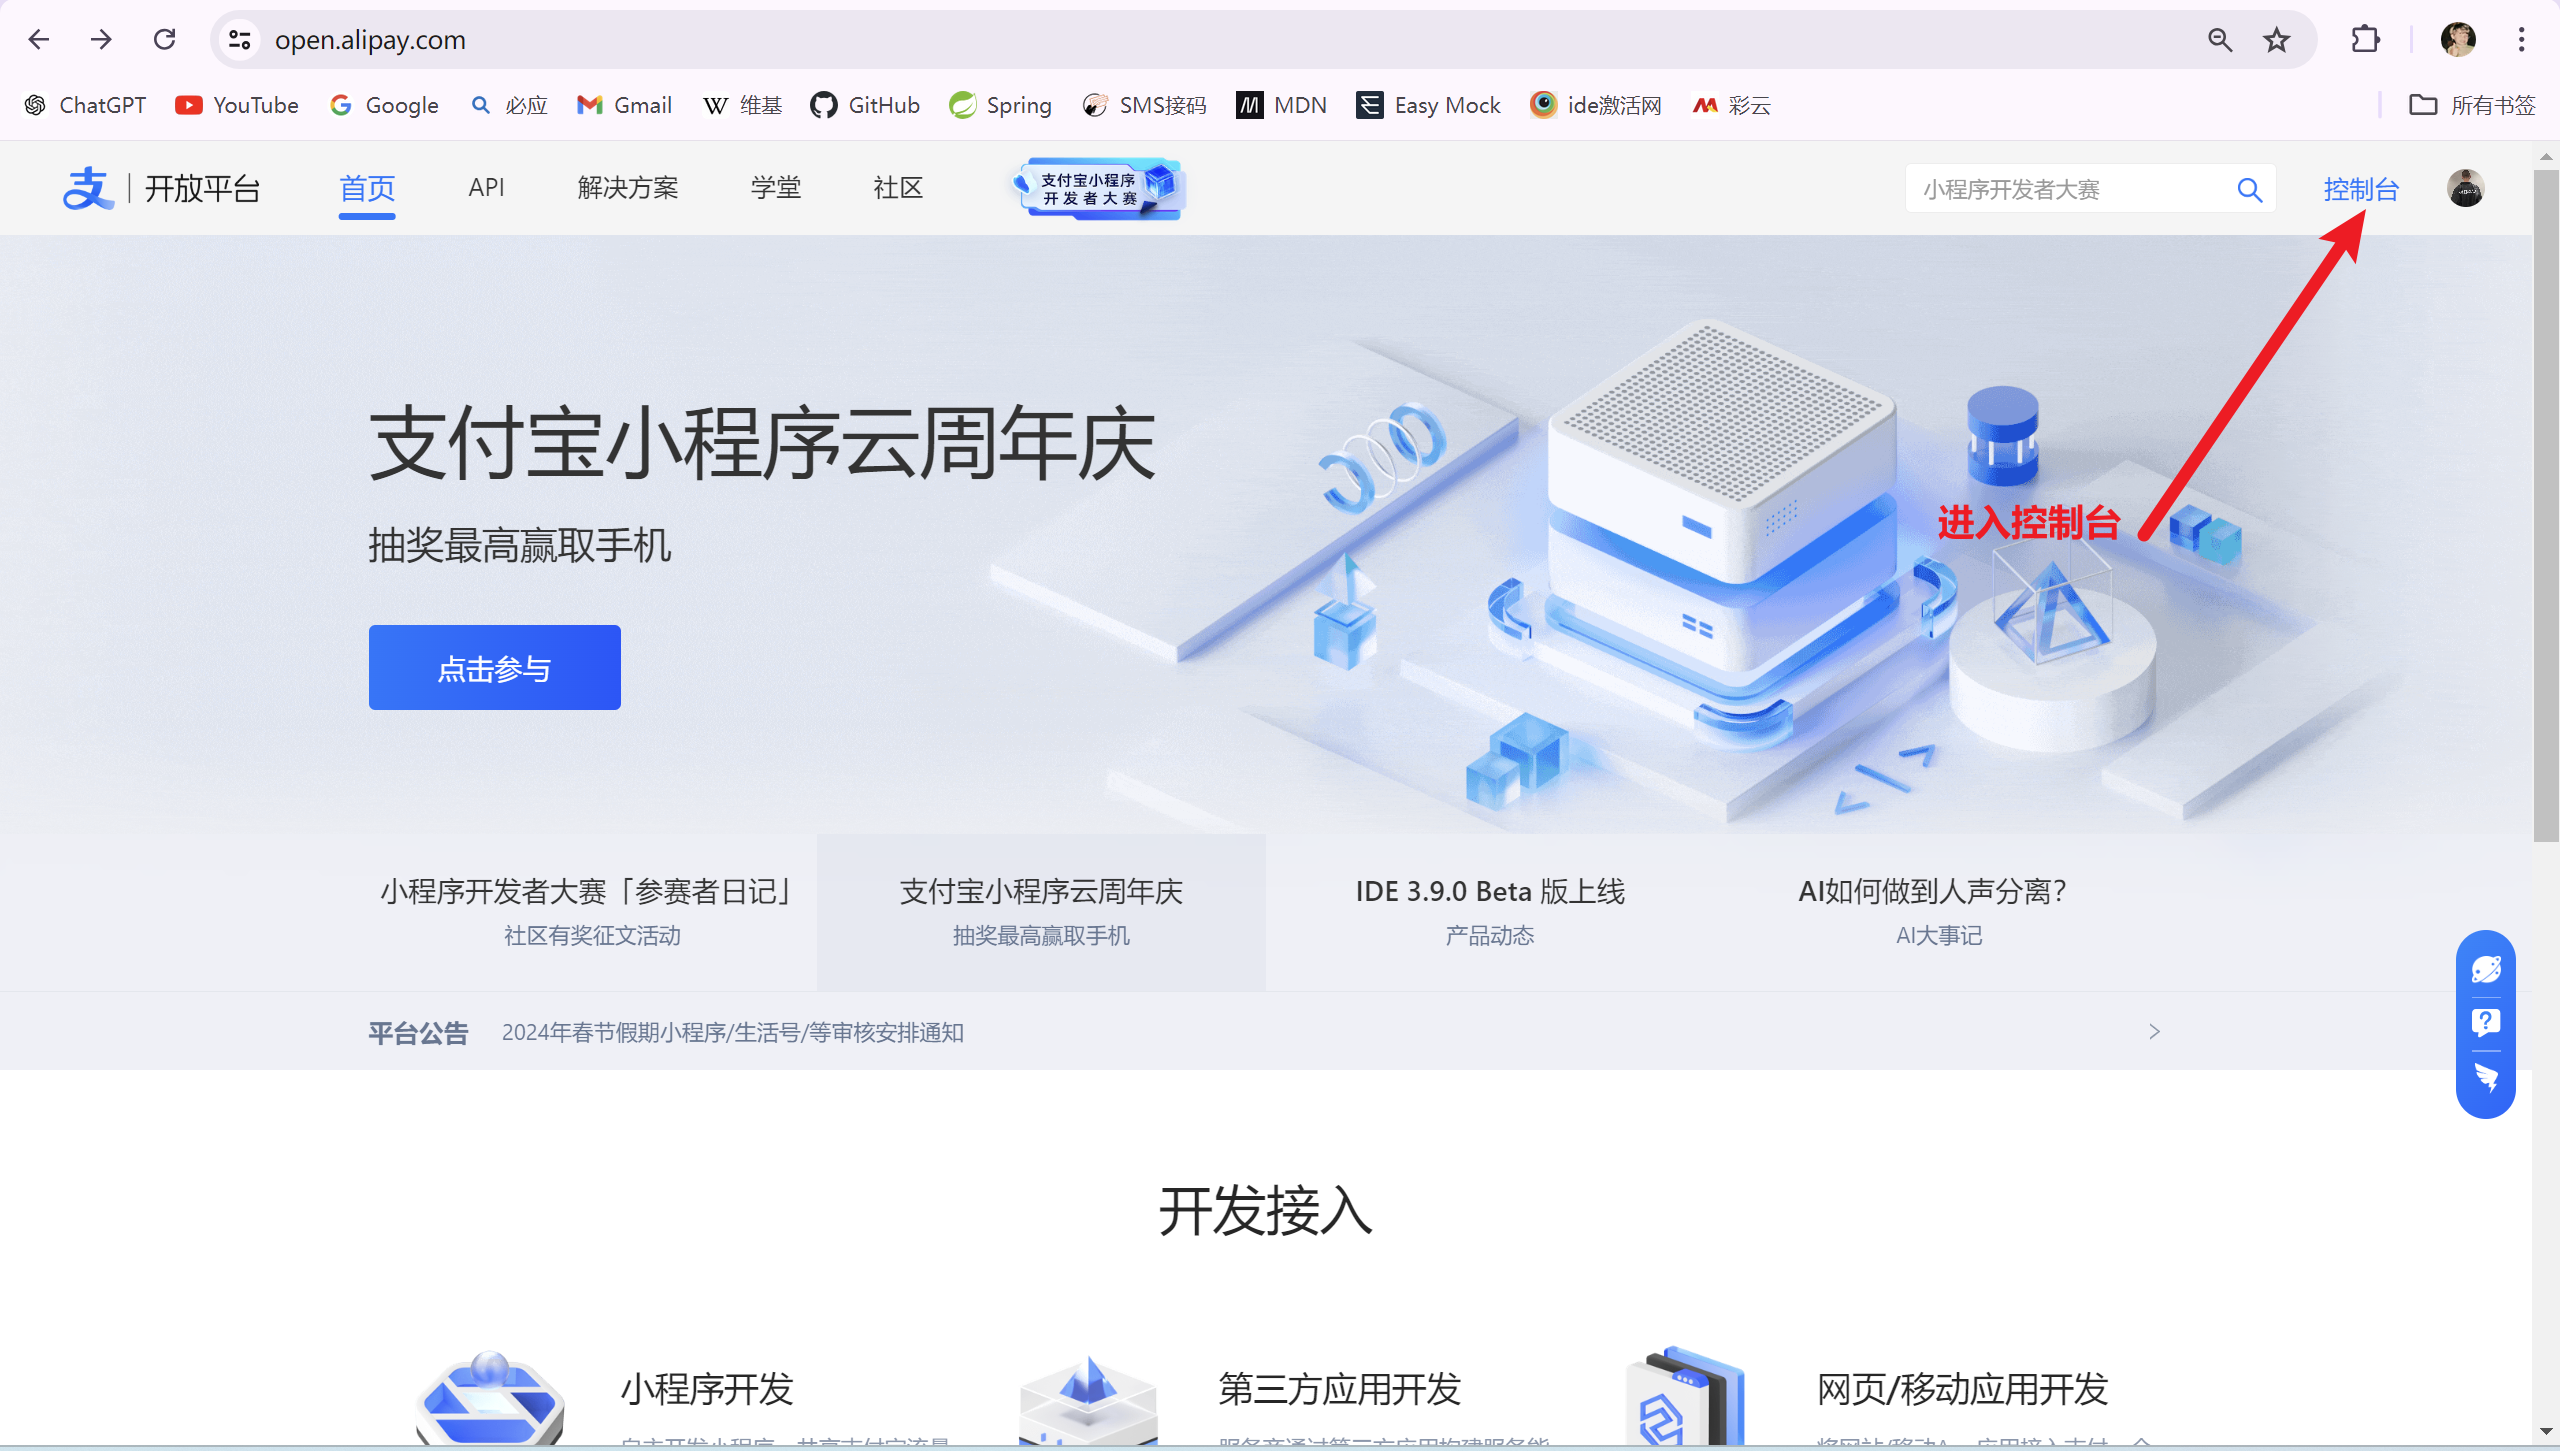 open.alipay.com
ChatGPT YouTube Google 必应 Gmail 维基 GitHub Spring SMS接码 MDN Easy Mock ide激活网 彩云 所有书签
支 开放平台 首页 API 解决方案 学堂 社区
支付宝小程序
开发者大赛
小程序开发者大赛 控制台
支付宝小程序云周年庆
进入控制台
抽奖最高赢取手机
点击参与
小程序开发者大赛「参赛者日记」 支付宝小程序云周年庆 IDE 3.9.0 Beta 版上线 AI如何做到人声分离?
社区有奖征文活动 抽奖最高赢取手机 产品动态 AI大事记
平台公告 2024年春节假期小程序/生活号/等审核安排通知
开发接入
小程序开发 第三方应用开发 网页/移动应用开发